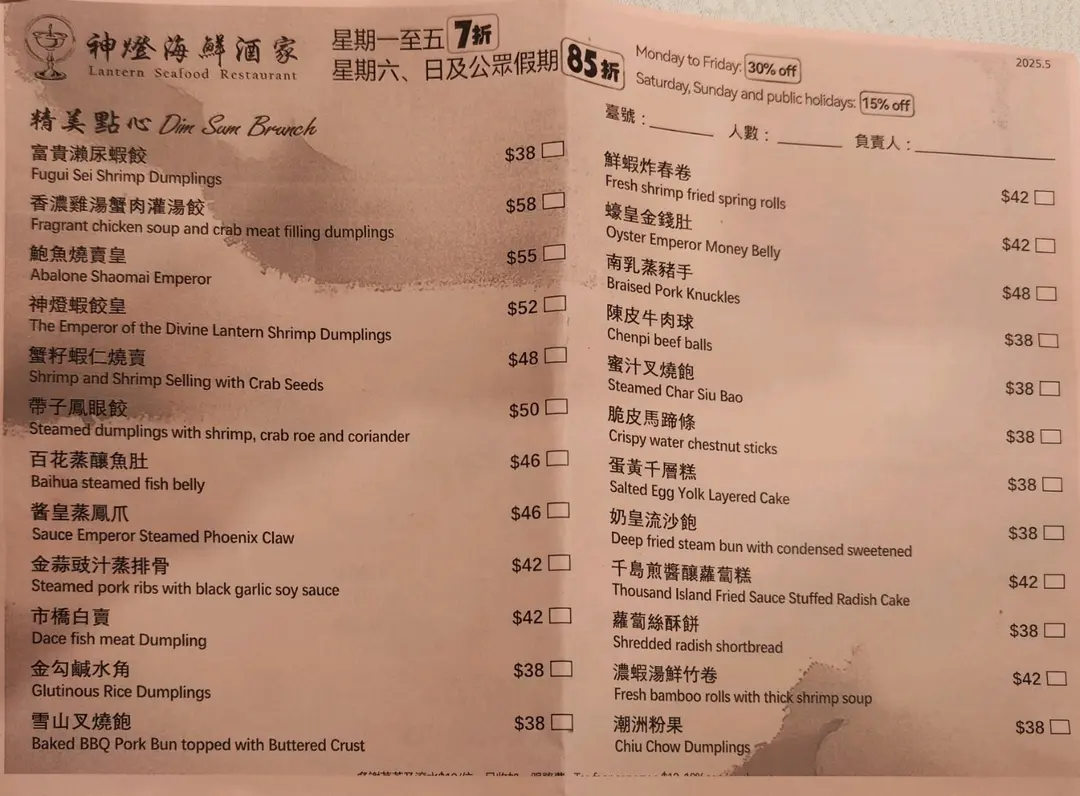 神燈海鮮酒家
Lantern Seafood Restaurant
星期一至五 7折
星期六、日及公眾假期 85折
Monday to Friday: 30% off
Saturday, Sunday and public holidays: 15% off
2025.5
精美點心 Dim Sum Brunch
臺號：______ 人數：______ 負責人：______
富貴瀨尿蝦餃 $38
Fugui Sei Shrimp Dumplings
香濃雞湯蟹肉灌湯餃 $58
Fragrant chicken soup and crab meat filling dumplings
鮑魚燒賣皇 $55
Abalone Shaomai Emperor
神燈蝦餃皇 $52
The Emperor of the Divine Lantern Shrimp Dumplings
蟹籽蝦仁燒賣 $48
Shrimp and Shrimp Selling with Crab Seeds
帶子鳳眼餃 $50
Steamed dumplings with shrimp, crab roe and coriander
百花蒸釀魚肚 $46
Baihua steamed fish belly
酱皇蒸鳳爪 $46
Sauce Emperor Steamed Phoenix Claw
金蒜豉汁蒸排骨 $42
Steamed pork ribs with black garlic soy sauce
市橋白賣 $42
Dace fish meat Dumpling
金勾鹹水角 $38
Glutinous Rice Dumplings
雪山叉燒飽 $38
Baked BBQ Pork Bun topped with Buttered Crust
鮮蝦炸春卷 $42
Fresh shrimp fried spring rolls
蠔皇金錢肚 $42
Oyster Emperor Money Belly
南乳蒸豬手 $48
Braised Pork Knuckles
陳皮牛肉球 $38
Chenpi beef balls
蜜汁叉燒飽 $38
Steamed Char Siu Bao
脆皮馬蹄條 $38
Crispy water chestnut sticks
蛋黃千層糕 $38
Salted Egg Yolk Layered Cake
奶皇流沙飽 $38
Deep fried steam bun with condensed sweetened
千島煎醬釀蘿蔔糕 $42
Thousand Island Fried Sauce Stuffed Radish Cake
蘿蔔絲酥餅 $38
Shredded radish shortbread
濃蝦湯鮮竹卷 $42
Fresh bamboo rolls with thick shrimp soup
潮洲粉果 $38
Chiu Chow Dumplings